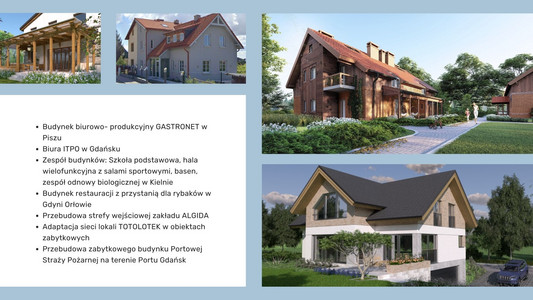 • Budynek biurowo- produkcyjny GASTRONET w
Piszu
• Biura ITPO w Gdańsku
• Zespół budynków: Szkoła podstawowa, hala
wielofunkcyjna z salami sportowymi, basen,
zespół odnowy biologicznej w Kielnie
• Budynek restauracji z przystanią dla rybaków w
Gdyni Orłowie
• Przebudowa strefy wejściowej zakładu ALGIDA
• Adaptacja sieci lokali TOTOLOTEK w obiektach
zabytkowych
• Przebudowa zabytkowego budynku Portowej
Straży Pożarnej na terenie Portu Gdańsk